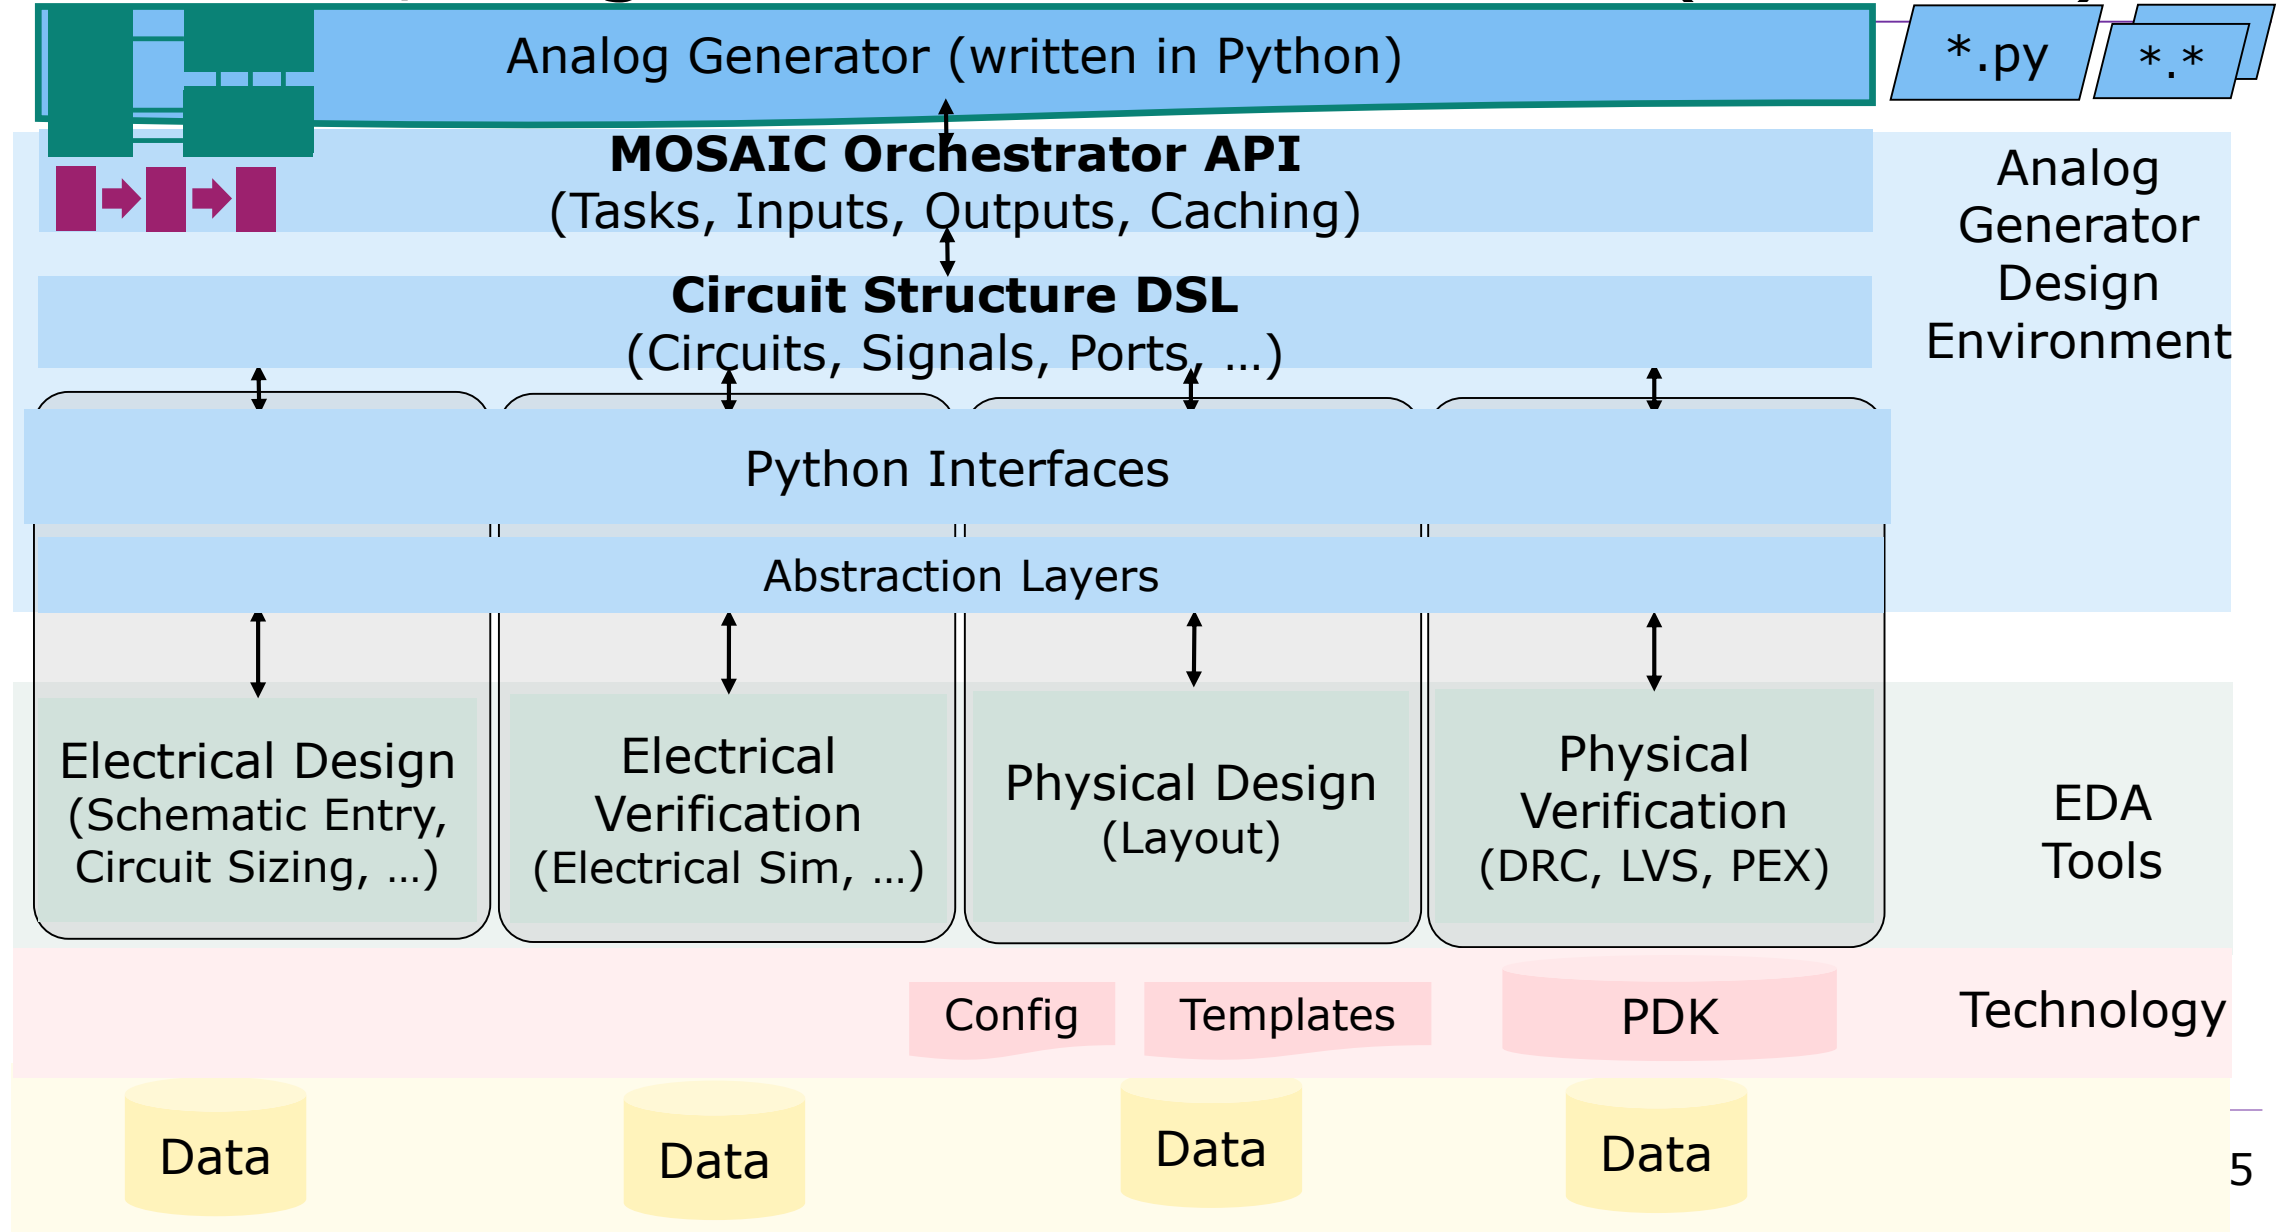 Analog Generator (written in Python)
*.py
*.*
MOSAIC Orchestrator API
(Tasks, Inputs, Outputs, Caching)
Analog
Generator
Design
Environment
Circuit Structure DSL
(Circuits, Signals, Ports, …)
Python Interfaces
Abstraction Layers
Electrical Design
(Schematic Entry,
Circuit Sizing, …)
Electrical
Verification
(Electrical Sim, …)
Physical Design
(Layout)
Physical
Verification
(DRC, LVS, PEX)
EDA
Tools
Config
Templates
PDK
Technology
Data
Data
Data
Data
5